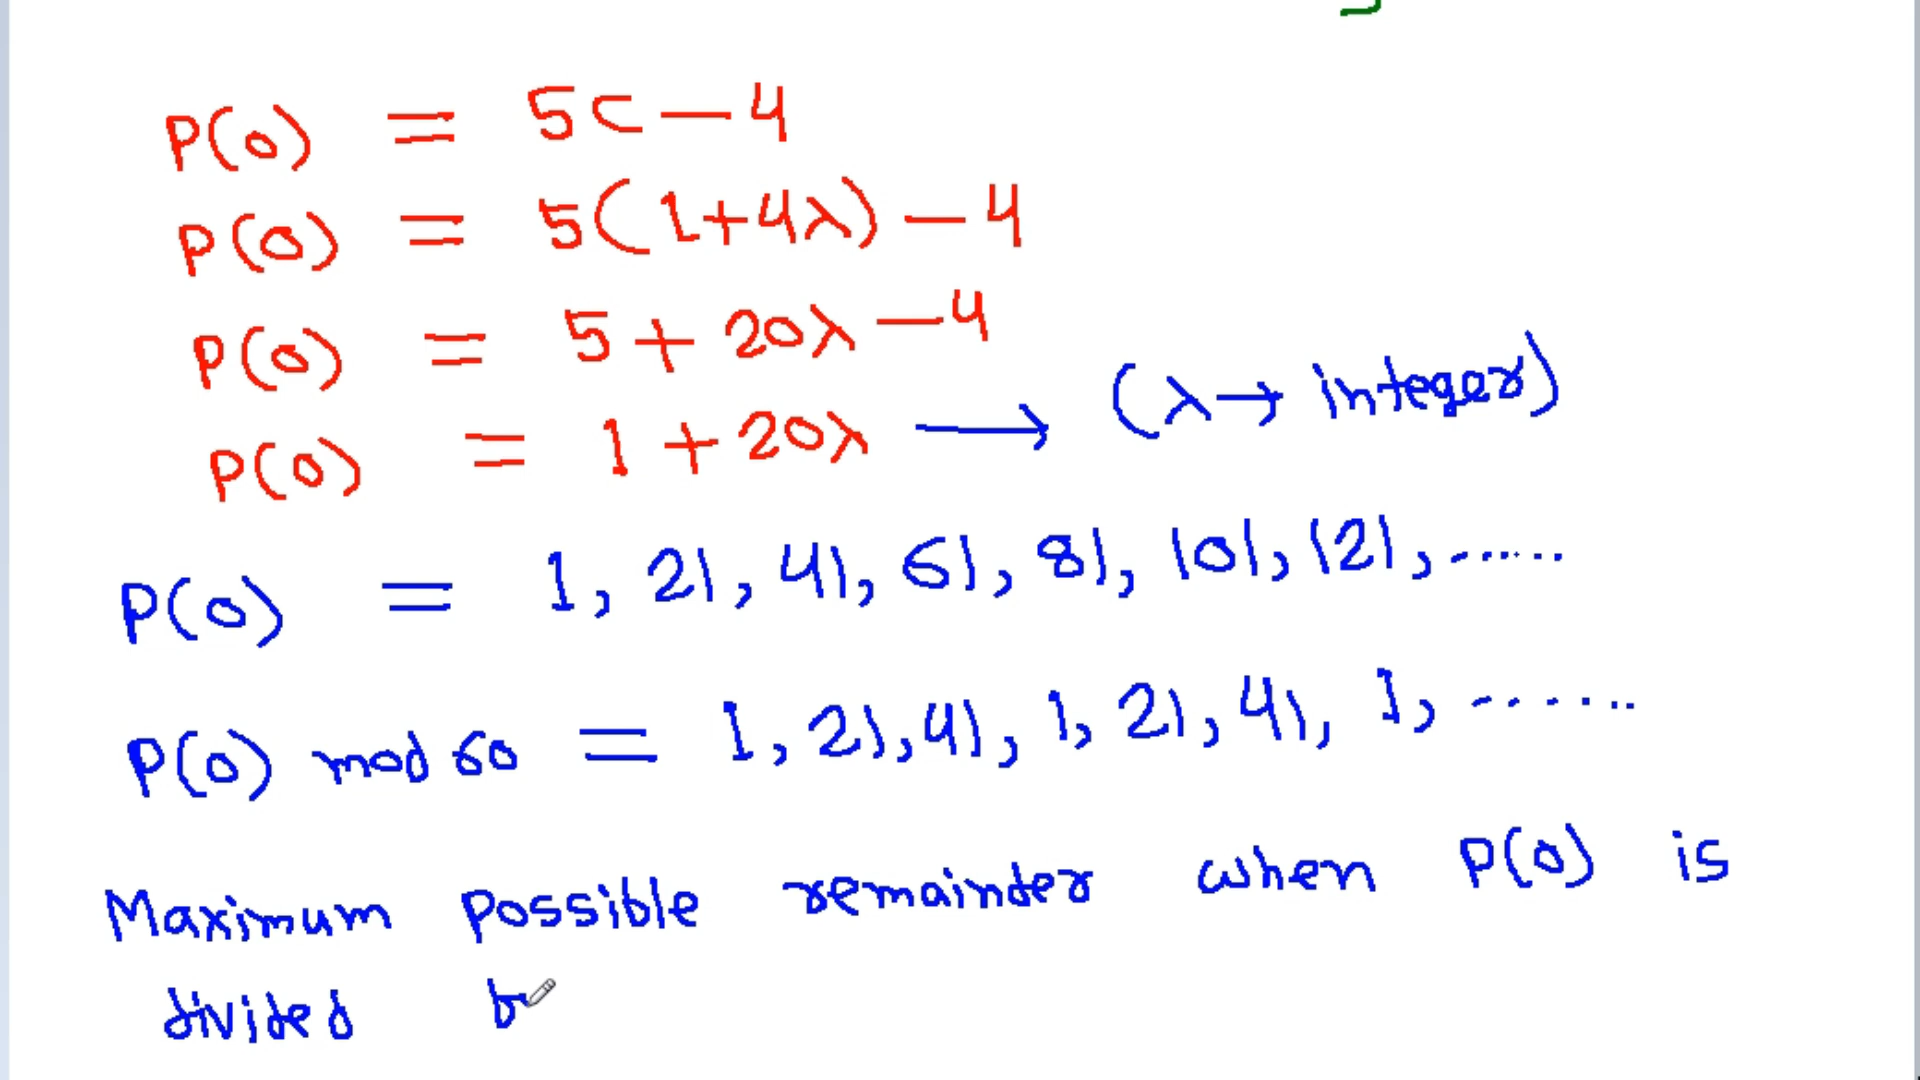 P(0) = 5c - 4
P(0) = 5(1+4λ) - 4
P(0) = 5 + 20λ - 4
P(0) = 1 + 20λ ⟶ (λ → integer)
P(0) = 1, 21, 41, 61, 81, 101, 121, ......
P(0) mod 60 = 1, 21, 41, 1, 21, 41, 1, ......
Maximum possible remainder when P(0) is
divided b